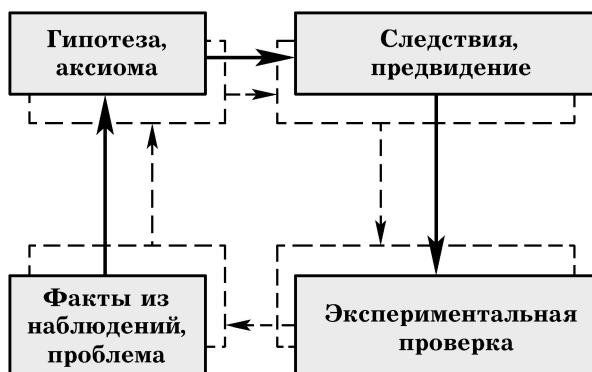 Гипотеза,
аксиома
Следствия,
предвидение
Факты из
наблюдений,
проблема
Экспериментальная
проверка